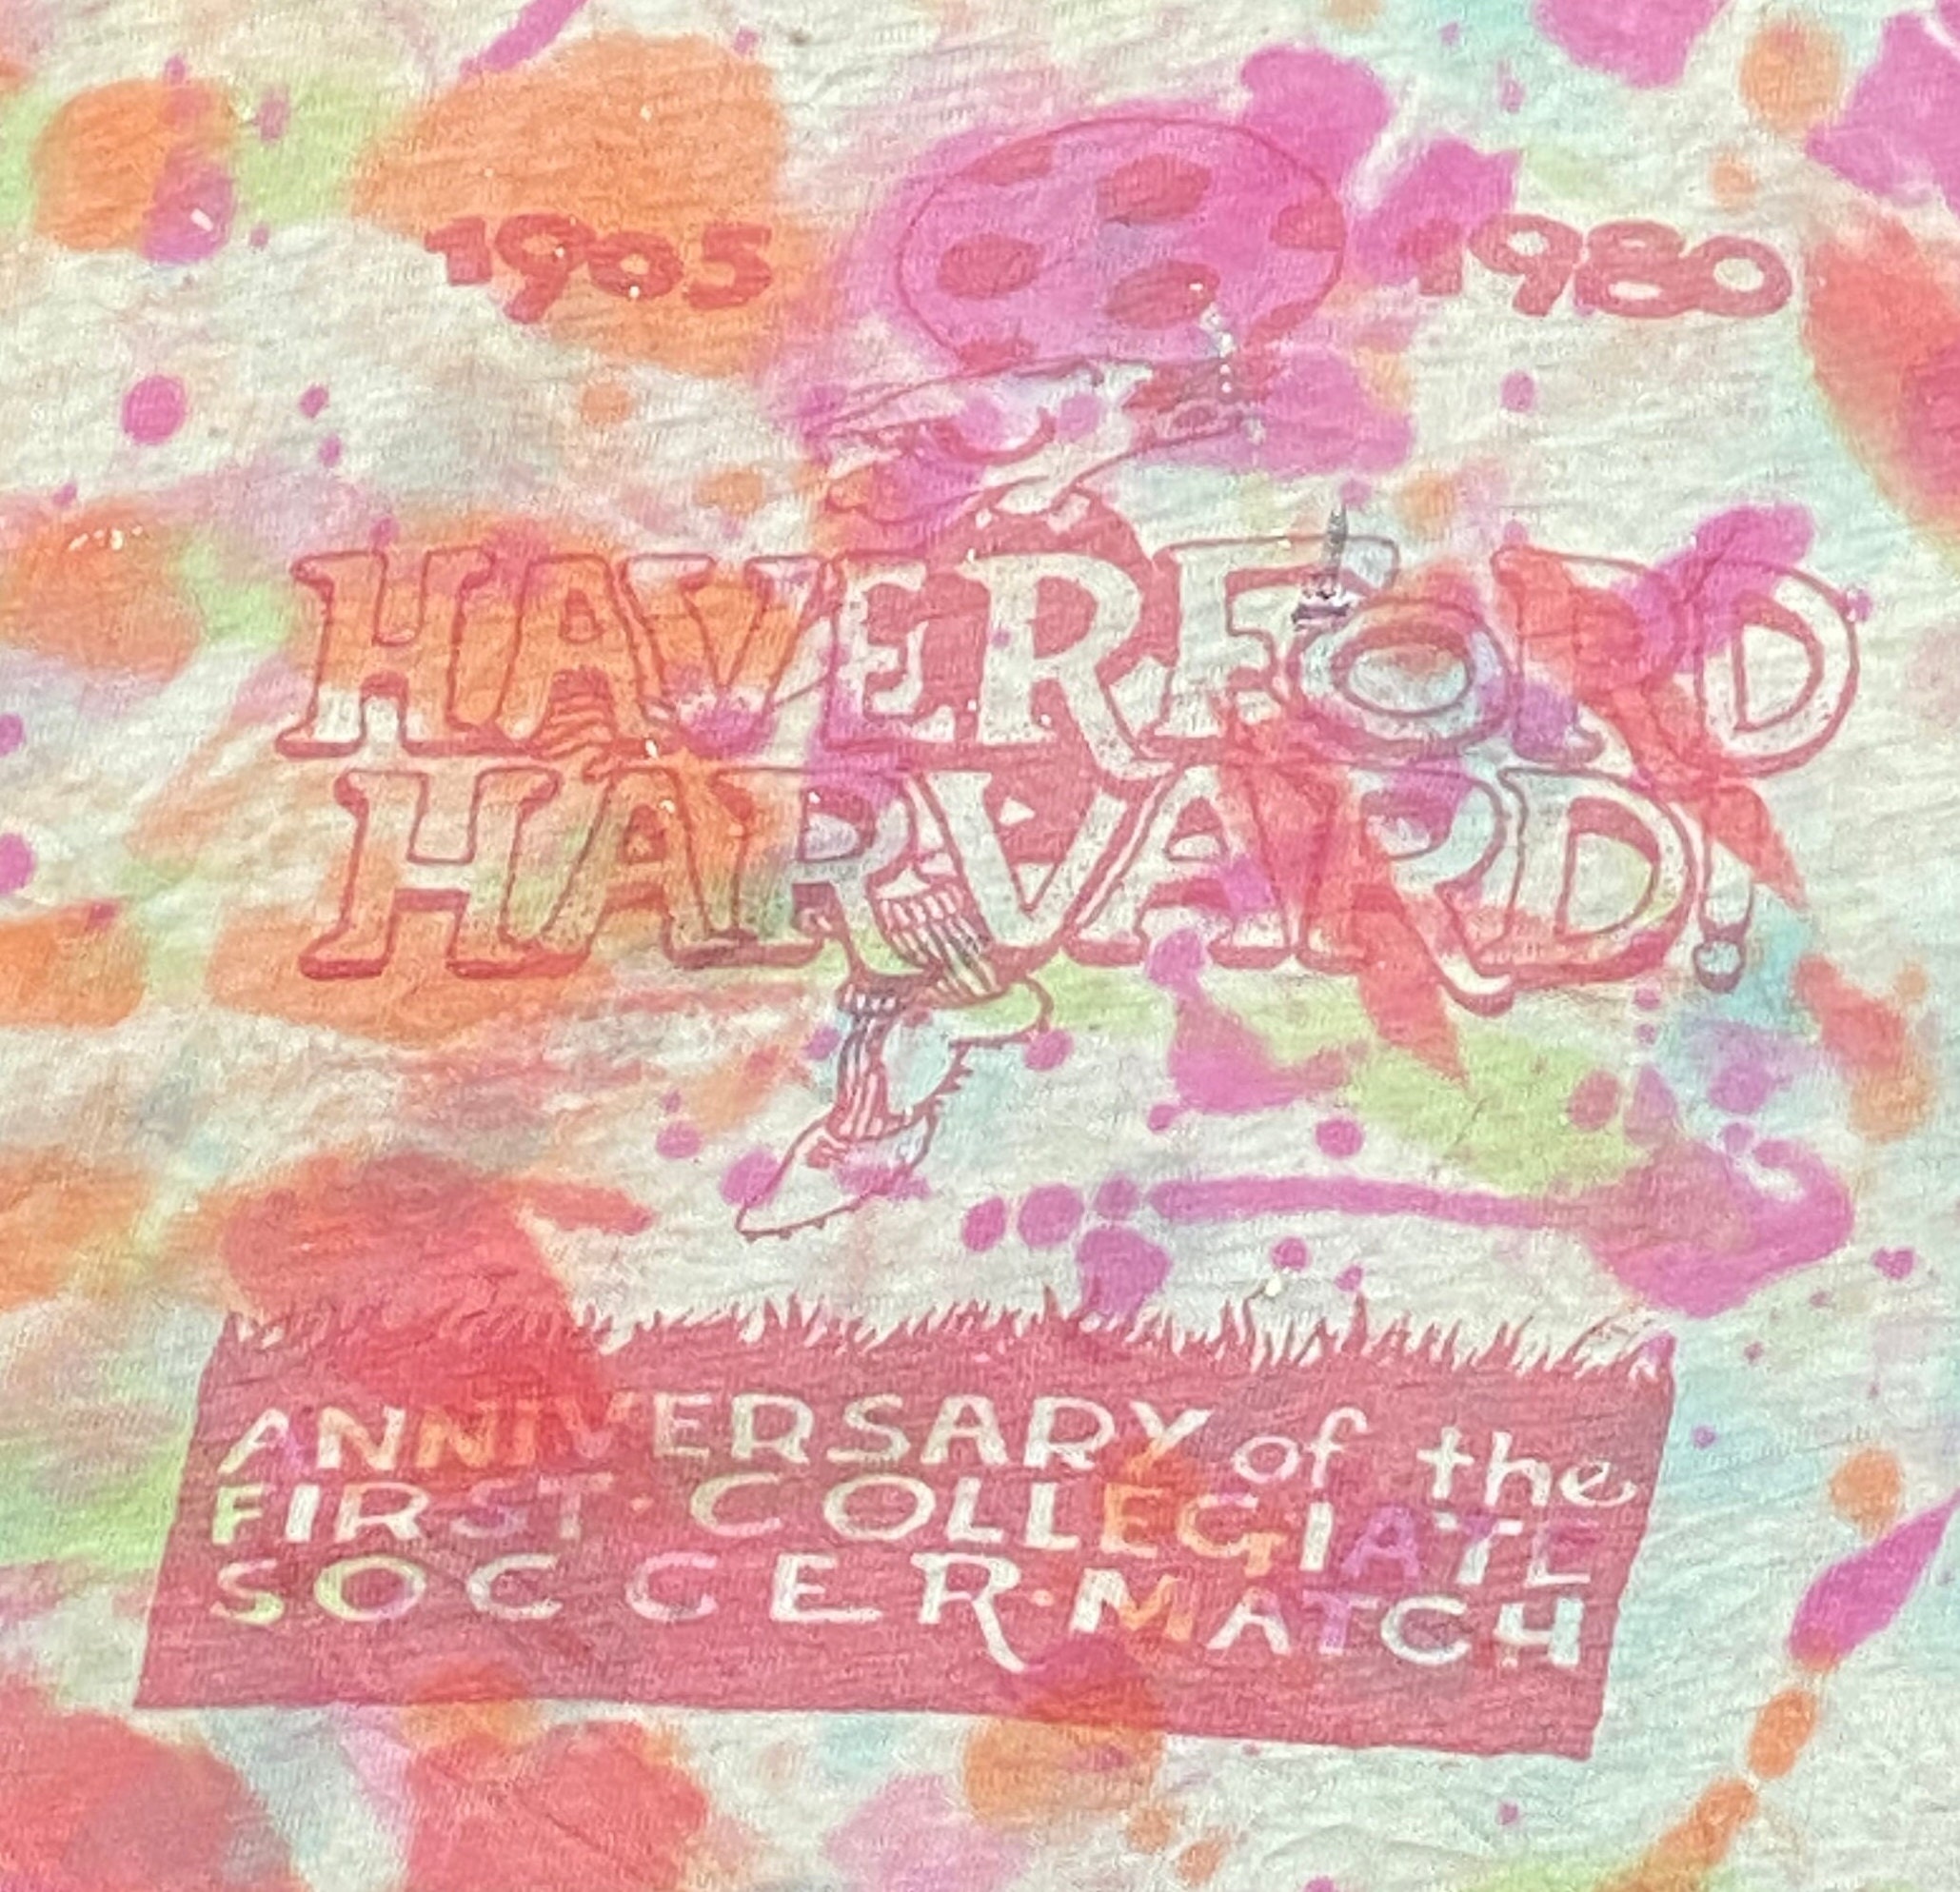 1905 1980
HAVERFORD
HARVARD!
ANNIVERSARY of the
FIRST·COLLEGIATE
SOCCER·MATCH